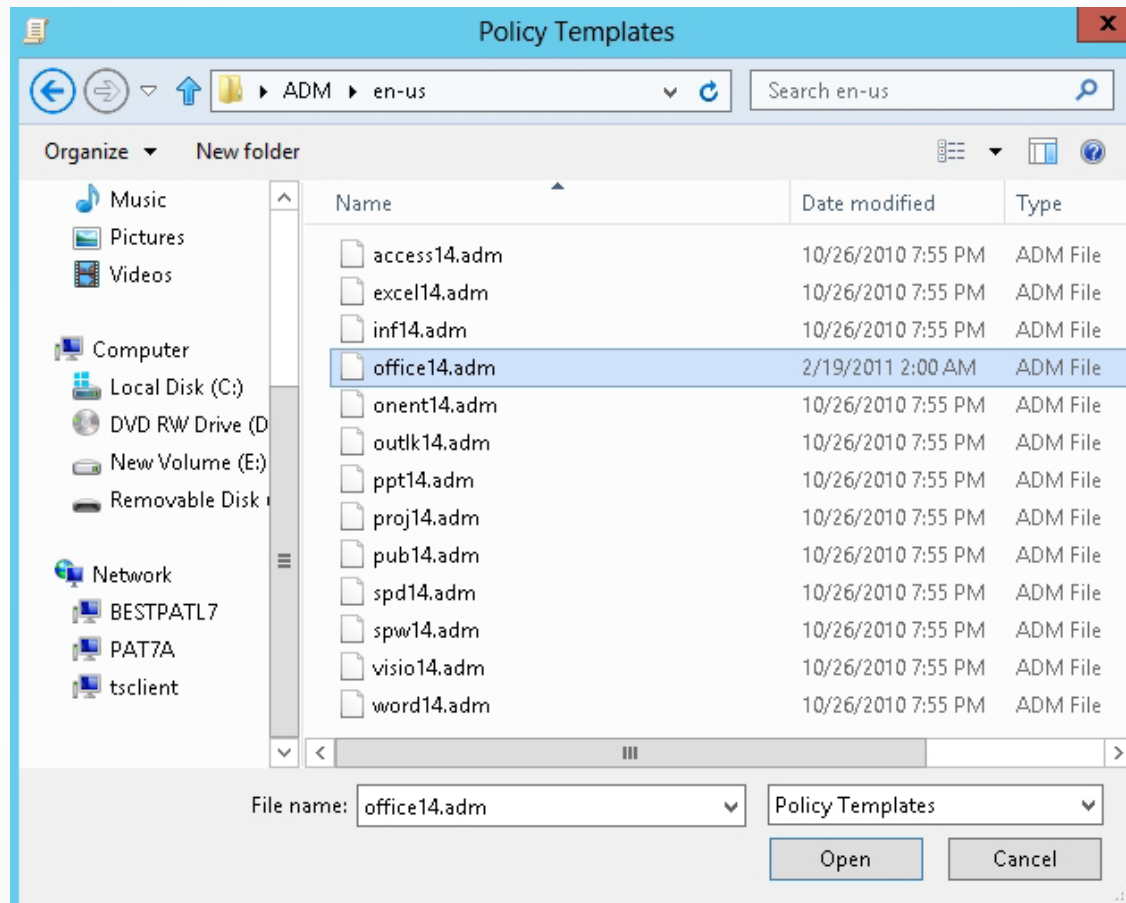 Policy Templates
x
ADM en-us
Search en-us
Organize New folder
Music
Pictures
Videos
Computer
Local Disk (C:)
DVD RW Drive (D
New Volume (E:)
Removable Disk
Network
BESTPATL7
PAT7A
tsclient
Name Date modified Type
access14.adm 10/26/2010 7:55 PM ADM File
excel14.adm 10/26/2010 7:55 PM ADM File
inf14.adm 10/26/2010 7:55 PM ADM File
office14.adm 2/19/2011 2:00 AM ADM File
onent14.adm 10/26/2010 7:55 PM ADM File
outlk14.adm 10/26/2010 7:55 PM ADM File
ppt14.adm 10/26/2010 7:55 PM ADM File
proj14.adm 10/26/2010 7:55 PM ADM File
pub14.adm 10/26/2010 7:55 PM ADM File
spd14.adm 10/26/2010 7:55 PM ADM File
spw14.adm 10/26/2010 7:55 PM ADM File
visio14.adm 10/26/2010 7:55 PM ADM File
word14.adm 10/26/2010 7:55 PM ADM File
File name: office14.adm Policy Templates
Open Cancel